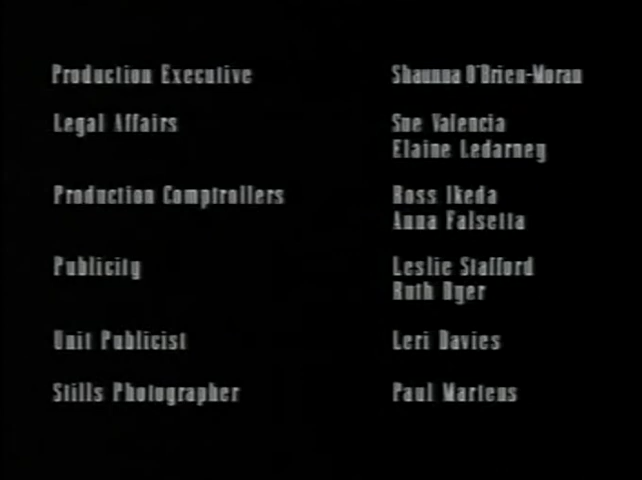 Production Executive Shaunna O'Brien-Moran
Legal Affairs Sue Valencia
Elaine Ledarney
Production Comptrollers Ross Ikeda
Anna Falsetta
Publicity Leslie Stafford
Ruth Dyer
Unit Publicist Leri Davies
Stills Photographer Paul Martens